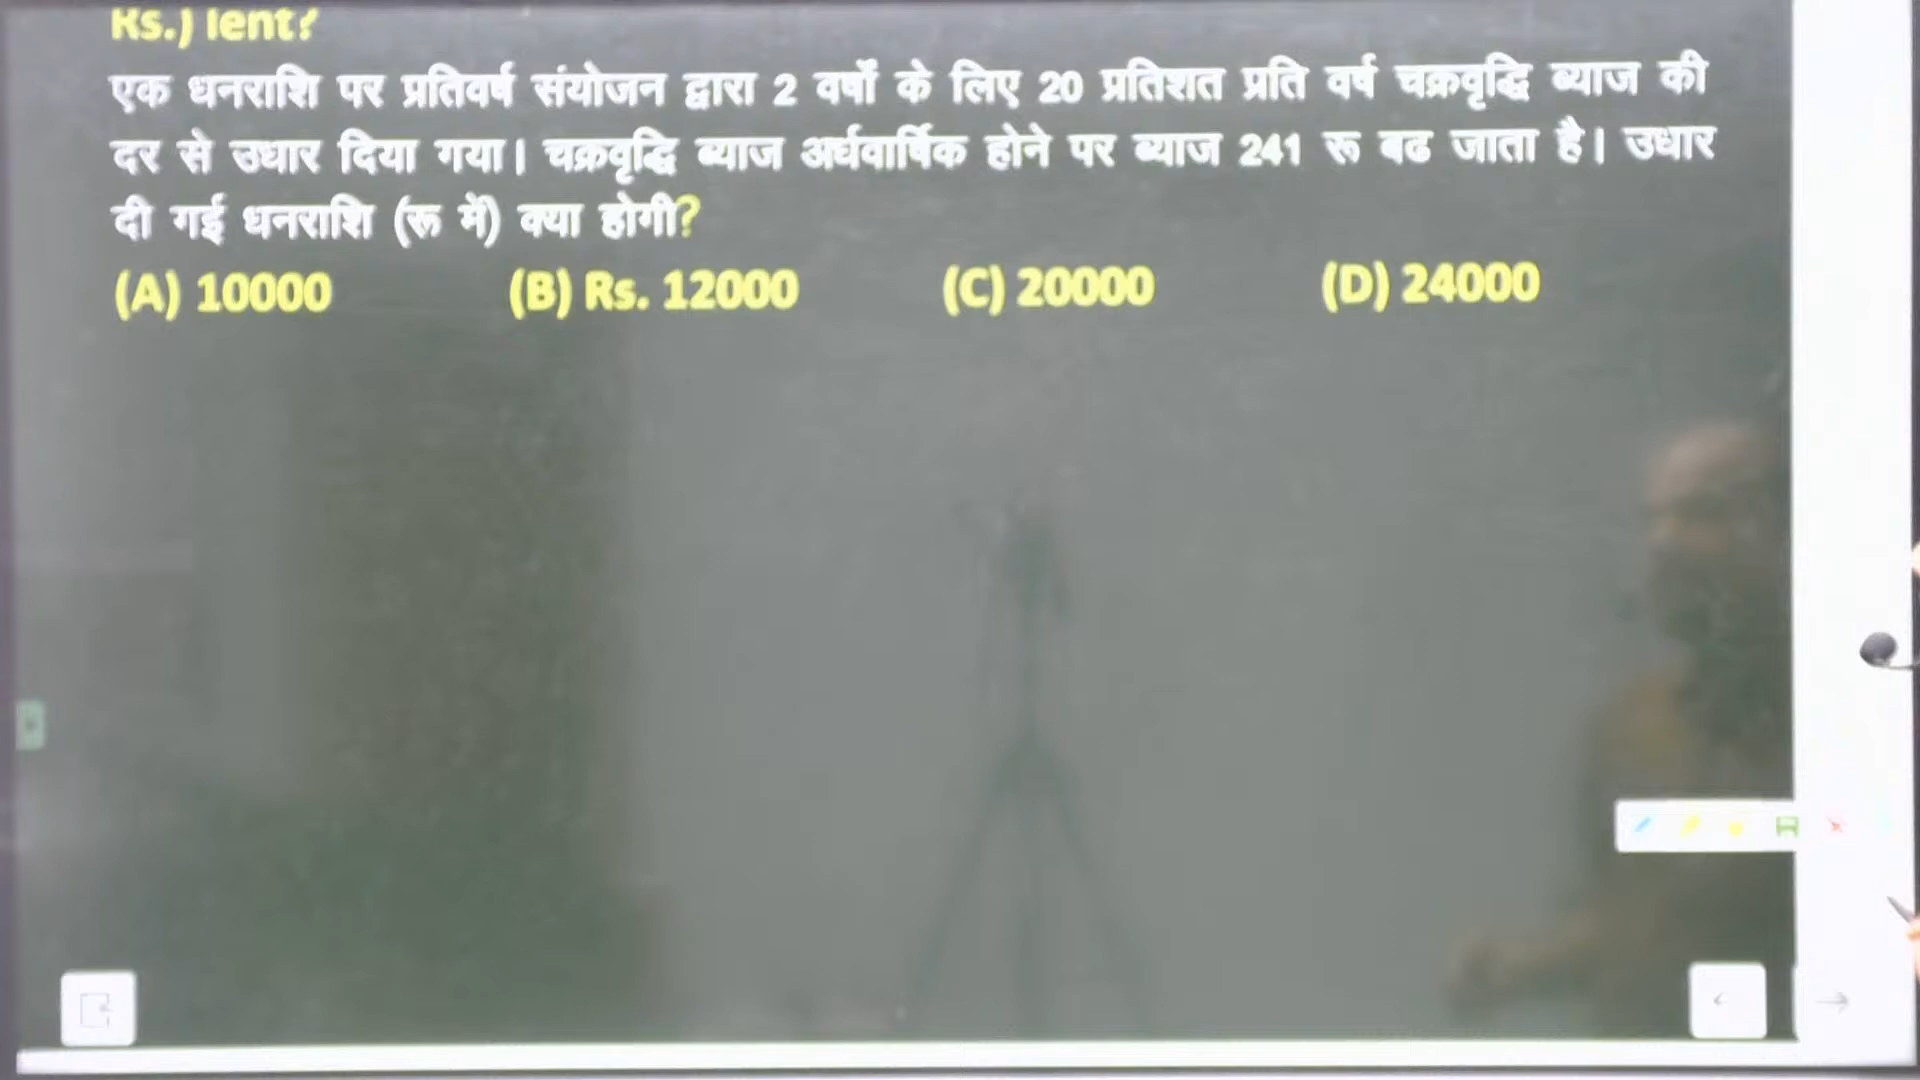 Rs.) lent?
एक धनराशि पर प्रतिवर्ष संयोजन द्वारा 2 वर्षों के लिए 20 प्रतिशत प्रति वर्ष चक्रवृद्धि ब्याज की
दर से उधार दिया गया। चक्रवृद्धि ब्याज अर्धवार्षिक होने पर ब्याज 241 रू बढ जाता है। उधार
दी गई धनराशि (रू में) क्या होगी?
(A) 10000 (B) Rs. 12000 (C) 20000 (D) 24000